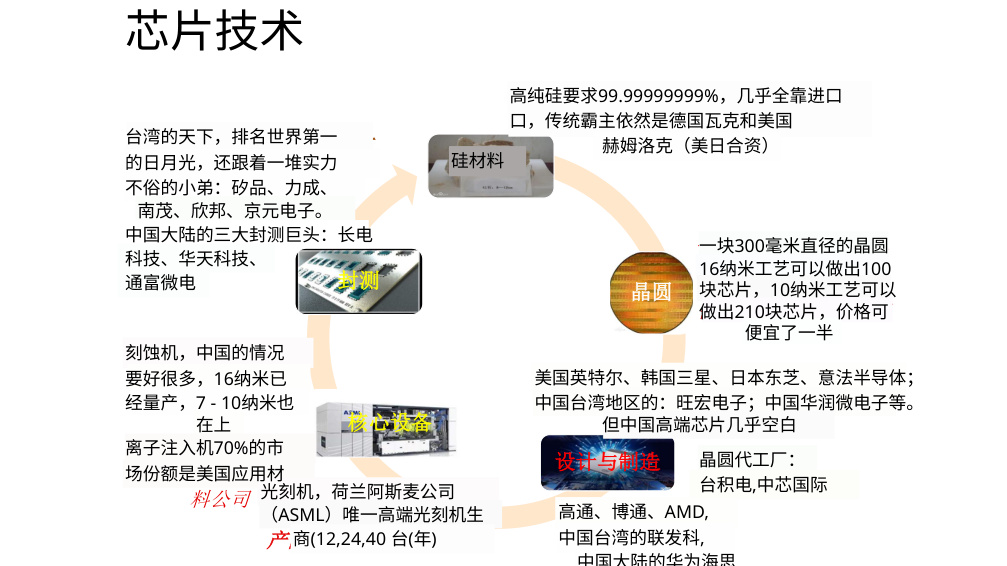 芯片技术
高纯硅要求99.99999999%，几乎全靠进口
口，传统霸主依然是德国瓦克和美国
赫姆洛克（美日合资）
硅材料
台湾的天下，排名世界第一
的日月光，还跟着一堆实力
不俗的小弟：矽品、力成、
南茂、欣邦、京元电子。
中国大陆的三大封测巨头：长电
科技、华天科技、
通富微电
封测
一块300毫米直径的晶圆
16纳米工艺可以做出100
块芯片，10纳米工艺可以
做出210块芯片，价格可
便宜了一半
晶圆
刻蚀机，中国的情况
要好很多，16纳米已
经量产，7 - 10纳米也
在上
离子注入机70%的市
场份额是美国应用材
料公司
核心设备
光刻机，荷兰阿斯麦公司
（ASML）唯一高端光刻机生
产商(12,24,40 台(年)
美国英特尔、韩国三星、日本东芝、意法半导体；
中国台湾地区的：旺宏电子；中国华润微电子等。
但中国高端芯片几乎空白
设计与制造
晶圆代工厂：
台积电,中芯国际
高通、博通、AMD,
中国台湾的联发科,
中国大陆的华为海思